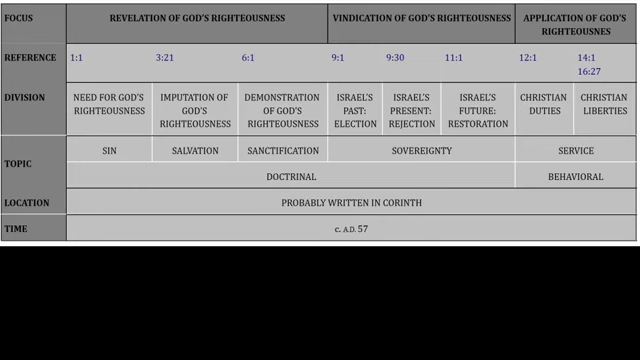 FOCUS REVELATION OF GOD'S RIGHTEOUSNESS VINDICATION OF GOD'S RIGHTEOUSNESS APPLICATION OF GOD'S
RIGHTEOUSNES
REFERENCE 1:1 3:21 6:1 9:1 9:30 11:1 12:1 14:1
16:27
DIVISION NEED FOR GOD'S IMPUTATION OF DEMONSTRATION ISRAEL'S ISRAEL'S ISRAEL'S CHRISTIAN CHRISTIAN
RIGHTEOUSNESS GOD'S OF GOD'S PAST: PRESENT: FUTURE: DUTIES LIBERTIES
RIGHTEOUSNESS RIGHTEOUSNESS ELECTION REJECTION RESTORATION
TOPIC SIN SALVATION SANCTIFICATION SOVEREIGNTY SERVICE
DOCTRINAL BEHAVIORAL
LOCATION PROBABLY WRITTEN IN CORINTH
TIME c. A.D. 57